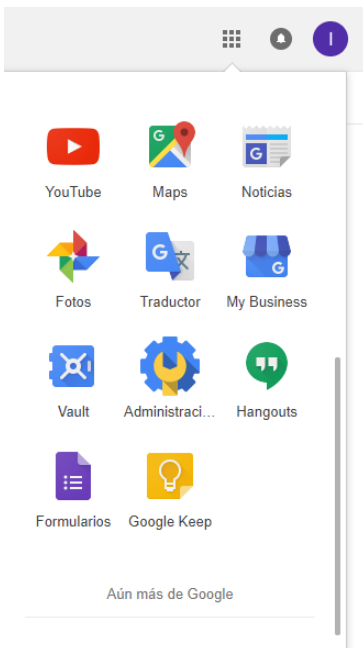 I
YouTube Maps Noticias
Fotos Traductor My Business
Vault Administraci... Hangouts
Formularios Google Keep
Aún más de Google